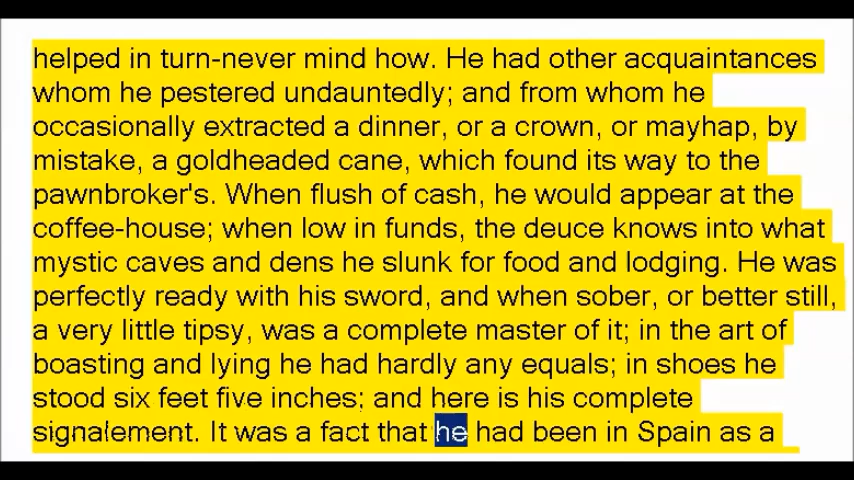 helped in turn-never mind how. He had other acquaintances
whom he pestered undauntedly; and from whom he
occasionally extracted a dinner, or a crown, or mayhap, by
mistake, a goldheaded cane, which found its way to the
pawnbroker's. When flush of cash, he would appear at the
coffee-house; when low in funds, the deuce knows into what
mystic caves and dens he slunk for food and lodging. He was
perfectly ready with his sword, and when sober, or better still,
a very little tipsy, was a complete master of it; in the art of
boasting and lying he had hardly any equals; in shoes he
stood six feet five inches; and here is his complete
signalement. It was a fact that he had been in Spain as a